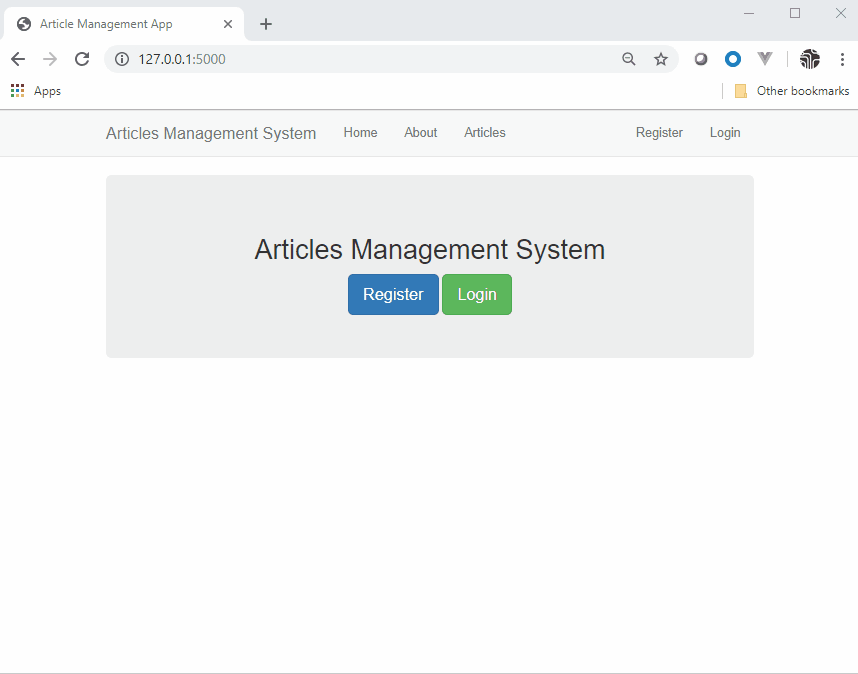 Article Management App
127.0.0.1:5000
Apps
Other bookmarks
Articles Management System Home About Articles Register Login
Articles Management System
Register Login